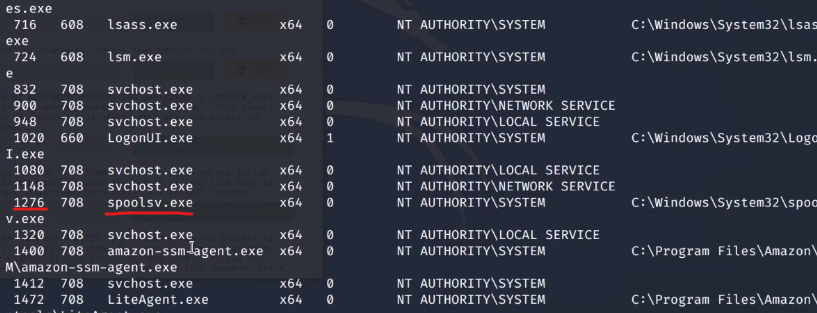 es.exe
716 608 lsass.exe x64 0 NT AUTHORITY\SYSTEM C:\Windows\System32\lsas
exe
724 608 lsm.exe x64 0 NT AUTHORITY\SYSTEM C:\Windows\System32\lsm.
e
832 708 svchost.exe x64 0 NT AUTHORITY\SYSTEM
900 708 svchost.exe x64 0 NT AUTHORITY\NETWORK SERVICE
948 708 svchost.exe x64 0 NT AUTHORITY\LOCAL SERVICE
1020 660 LogonUI.exe x64 1 NT AUTHORITY\SYSTEM C:\Windows\System32\Logo
I.exe
1080 708 svchost.exe x64 0 NT AUTHORITY\LOCAL SERVICE
1148 708 svchost.exe x64 0 NT AUTHORITY\NETWORK SERVICE
1276 708 spoolsv.exe x64 0 NT AUTHORITY\SYSTEM C:\Windows\System32\spoo
v.exe
1320 708 svchost.exe x64 0 NT AUTHORITY\LOCAL SERVICE
1400 708 amazon-ssm-agent.exe x64 0 NT AUTHORITY\SYSTEM C:\Program Files\Amazon\
M\amazon-ssm-agent.exe
1412 708 svchost.exe x64 0 NT AUTHORITY\SYSTEM
1472 708 LiteAgent.exe x64 0 NT AUTHORITY\SYSTEM C:\Program Files\Amazon\